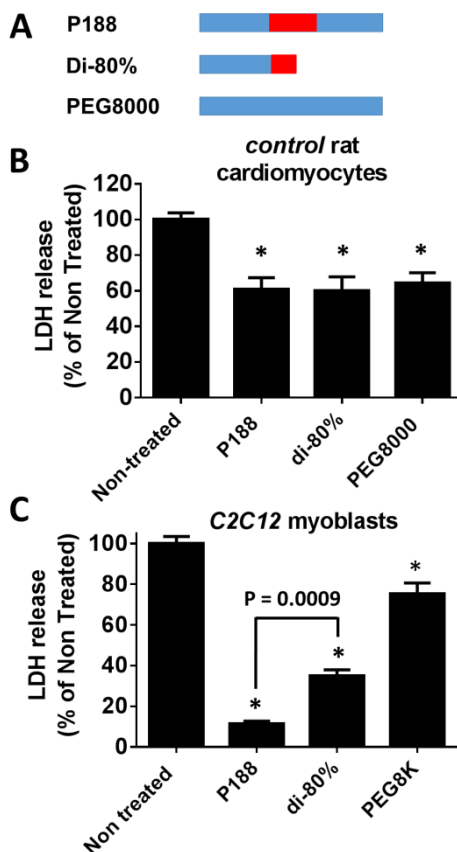 A
P188
Di-80%
PEG8000
B
control rat
cardiomyocytes
LDH release
(% of Non Treated)
120
100
80
60
40
20
0
*
*
*
Non-treated
P188
di-80%
PEG8000
C
C2C12 myoblasts
LDH release
(% of Non Treated)
100
80
60
40
20
0
P = 0.0009
*
*
*
Non treated
P188
di-80%
PEG8K